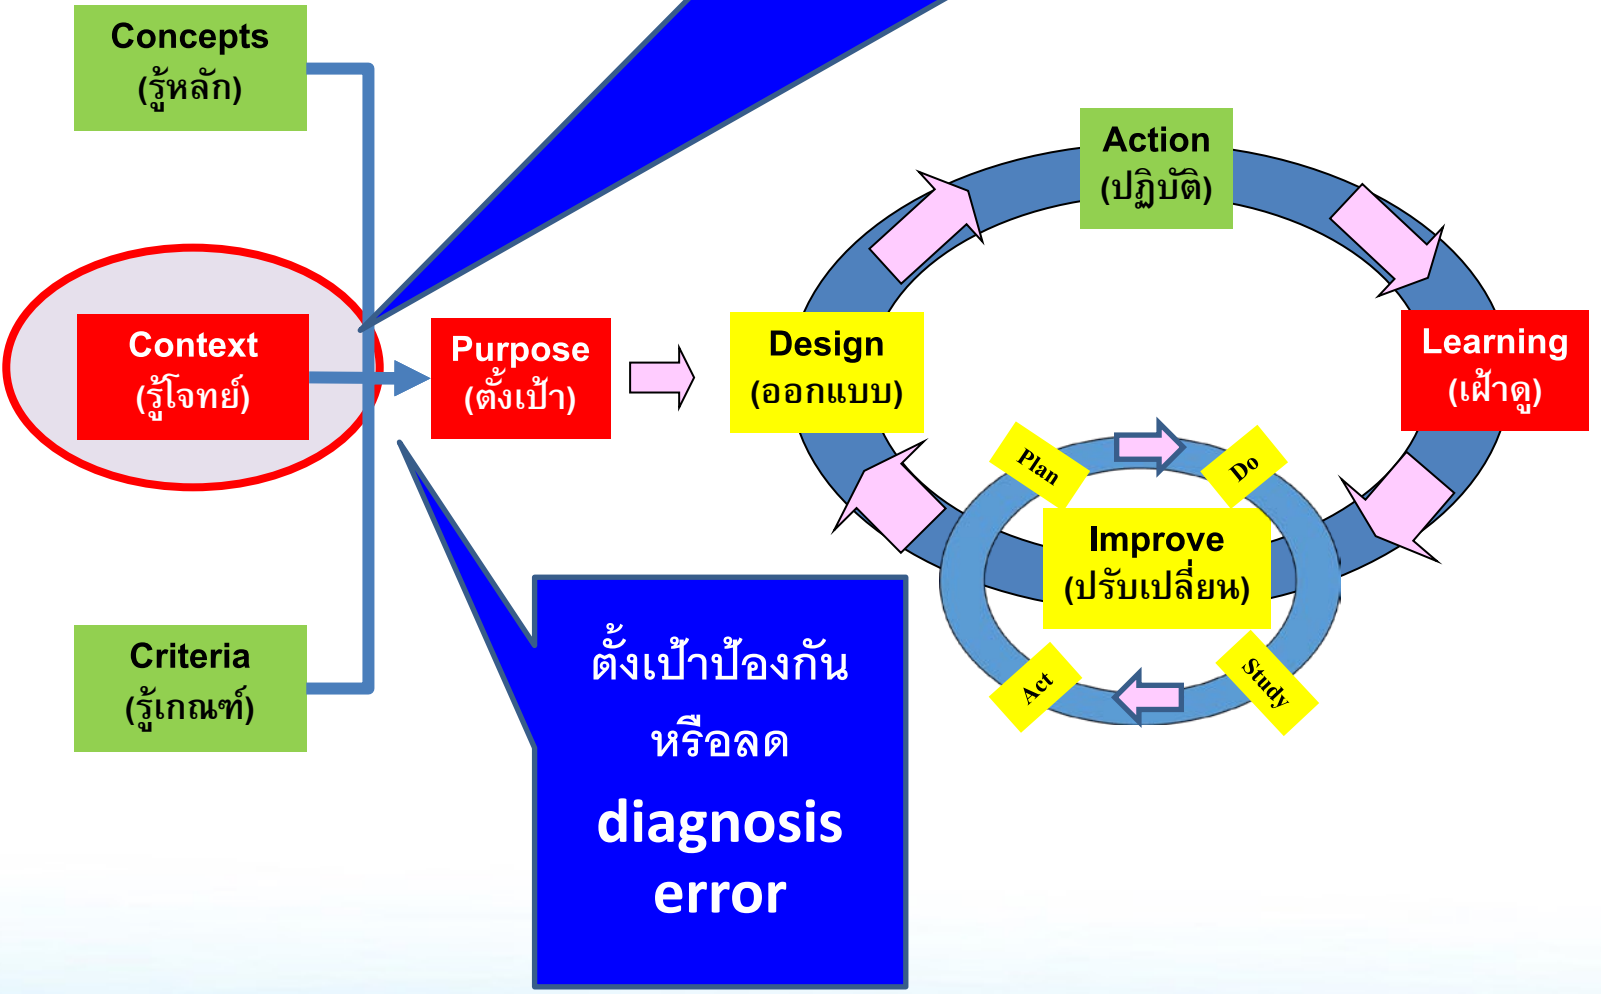 Concepts
(รู้หลัก)
Context
(รู้โจทย์)
Criteria
(รู้เกณฑ์)
Purpose
(ตั้งเป้า)
Design
(ออกแบบ)
Action
(ปฏิบัติ)
Learning
(เฝ้าดู)
Improve
(ปรับเปลี่ยน)
Plan
Do
Study
Act
ตั้งเป้าป้องกัน
หรือลด
diagnosis
error